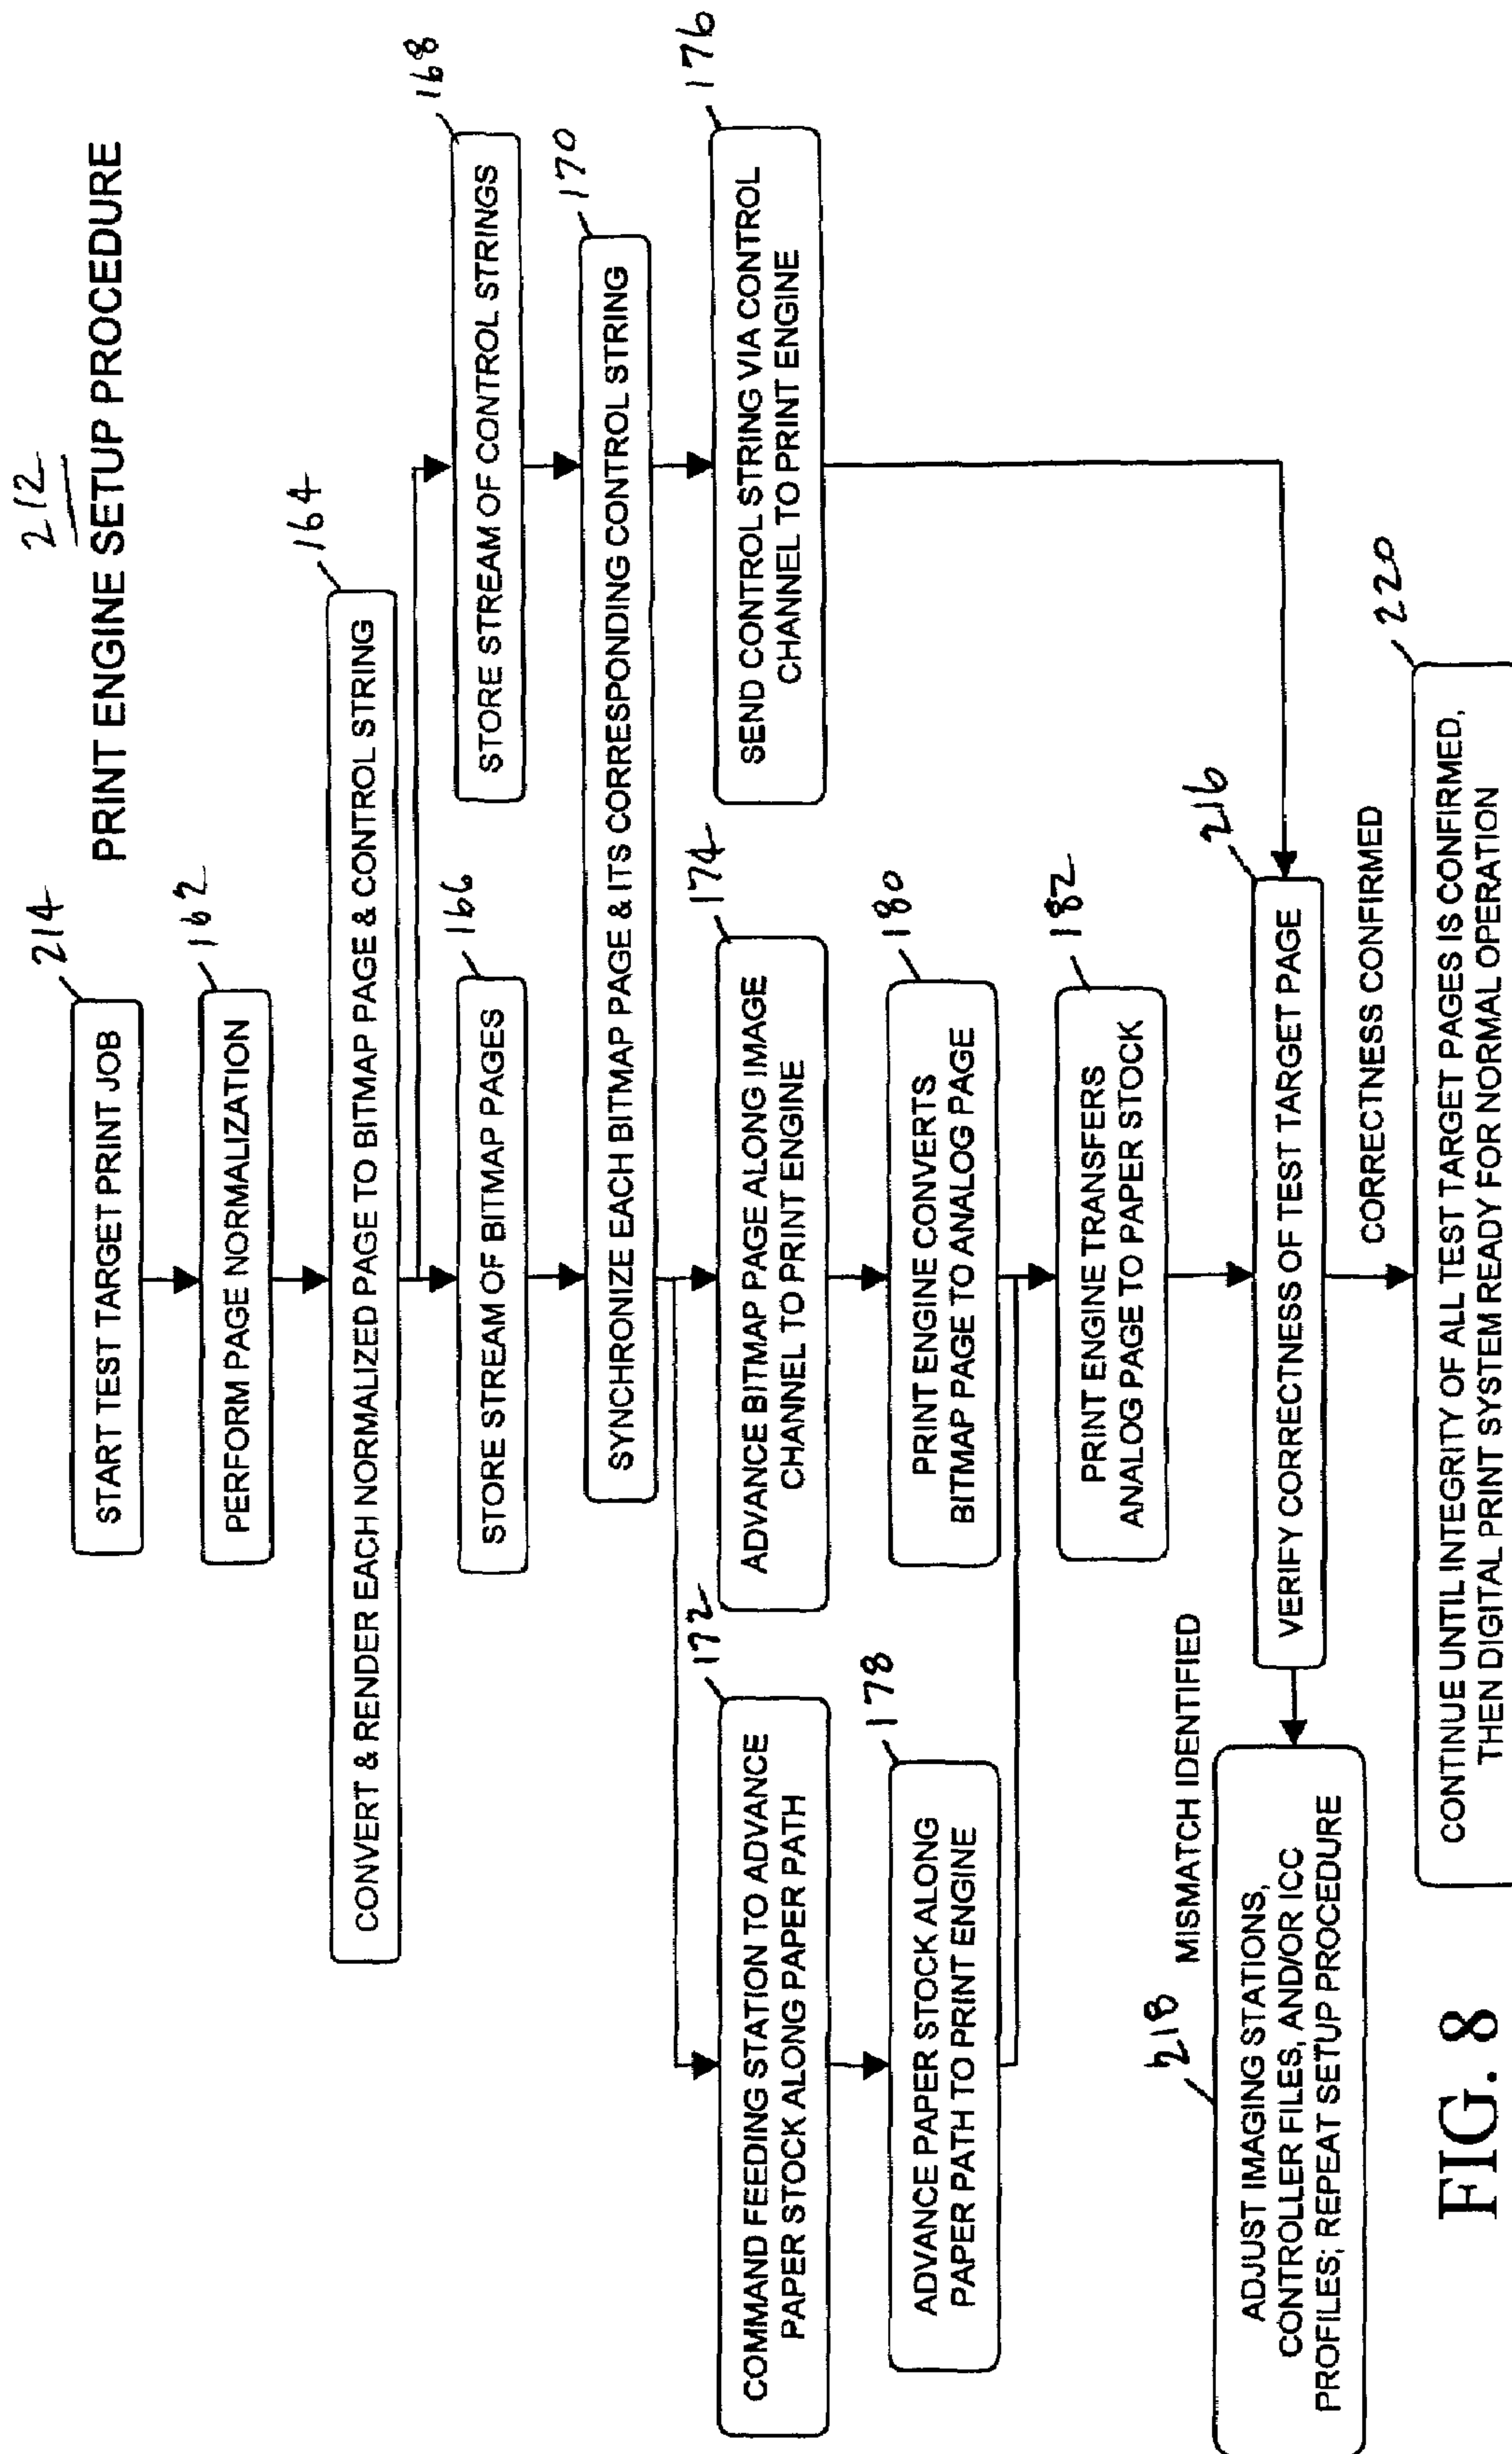 212
PRINT ENGINE SETUP PROCEDURE
214
START TEST TARGET PRINT JOB
162
PERFORM PAGE NORMALIZATION
164
CONVERT & RENDER EACH NORMALIZED PAGE TO BITMAP PAGE & CONTROL STRING
166
STORE STREAM OF BITMAP PAGES
168
STORE STREAM OF CONTROL STRINGS
170
SYNCHRONIZE EACH BITMAP PAGE & ITS CORRESPONDING CONTROL STRING
172
COMMAND FEEDING STATION TO ADVANCE
PAPER STOCK ALONG PAPER PATH
174
ADVANCE BITMAP PAGE ALONG IMAGE
CHANNEL TO PRINT ENGINE
176
SEND CONTROL STRING VIA CONTROL
CHANNEL TO PRINT ENGINE
178
ADVANCE PAPER STOCK ALONG
PAPER PATH TO PRINT ENGINE
180
PRINT ENGINE CONVERTS
BITMAP PAGE TO ANALOG PAGE
182
PRINT ENGINE TRANSFERS
ANALOG PAGE TO PAPER STOCK
216
VERIFY CORRECTNESS OF TEST TARGET PAGE
MISMATCH IDENTIFIED
218
ADJUST IMAGING STATIONS,
CONTROLLER FILES, AND/OR ICC
PROFILES; REPEAT SETUP PROCEDURE
CORRECTNESS CONFIRMED
220
CONTINUE UNTIL INTEGRITY OF ALL TEST TARGET PAGES IS CONFIRMED,
THEN DIGITAL PRINT SYSTEM READY FOR NORMAL OPERATION
FIG. 8